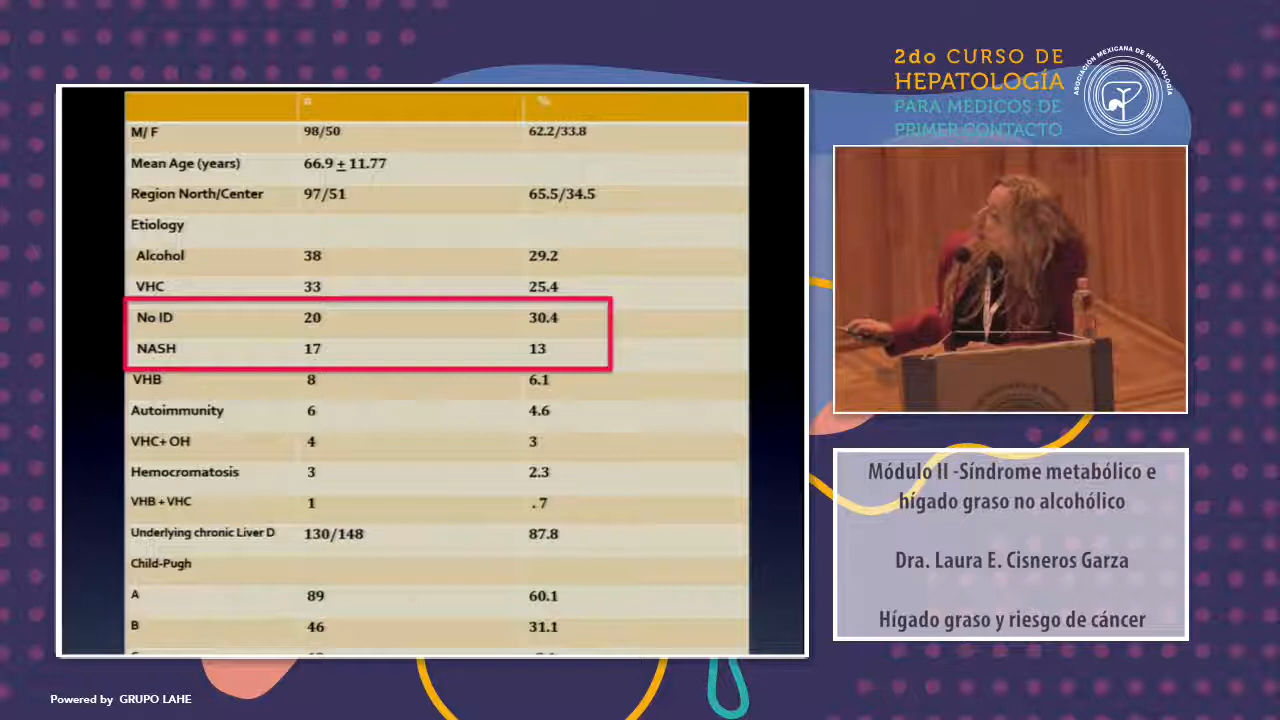 2do CURSO DE
HEPATOLOGÍA
PARA MÉDICOS DE
PRIMER CONTACTO
ASOCIACIÓN MEXICANA DE HEPATOLOGÍA
n %
M/ F 98/50 62.2/33.8
Mean Age (years) 66.9 ± 11.77
Region North/Center 97/51 65.5/34.5
Etiology
Alcohol 38 29.2
VHC 33 25.4
No ID 20 30.4
NASH 17 13
VHB 8 6.1
Autoimmunity 6 4.6
VHC+ OH 4 3
Hemocromatosis 3 2.3
VHB + VHC 1 . 7
Underlying chronic Liver D 130/148 87.8
Child-Pugh
A 89 60.1
B 46 31.1
Módulo II -Síndrome metabólico e
hígado graso no alcohólico
Dra. Laura E. Cisneros Garza
Hígado graso y riesgo de cáncer
Powered by GRUPO LAHE